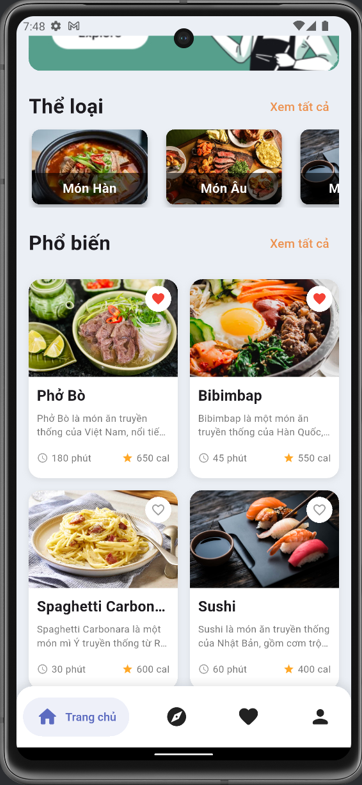 7:48
Explore
Thể loại
Xem tất cả
Món Hàn
Món Âu
M
Phổ biến
Xem tất cả
Phở Bò
Phở Bò là món ăn truyền
thống của Việt Nam, nổi tiế...
180 phút
650 cal
Bibimbap
Bibimbap là một món ăn
truyền thống của Hàn Quốc,...
45 phút
550 cal
Spaghetti Carbon...
Spaghetti Carbonara là một
món mì Ý truyền thống từ R...
30 phút
600 cal
Sushi
Sushi là món ăn truyền thống
của Nhật Bản, gồm cơm trộ...
60 phút
400 cal
Trang chủ